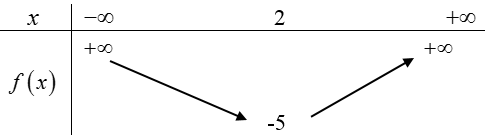 x −∞ 2 +∞
+∞ +∞
f(x)
-5